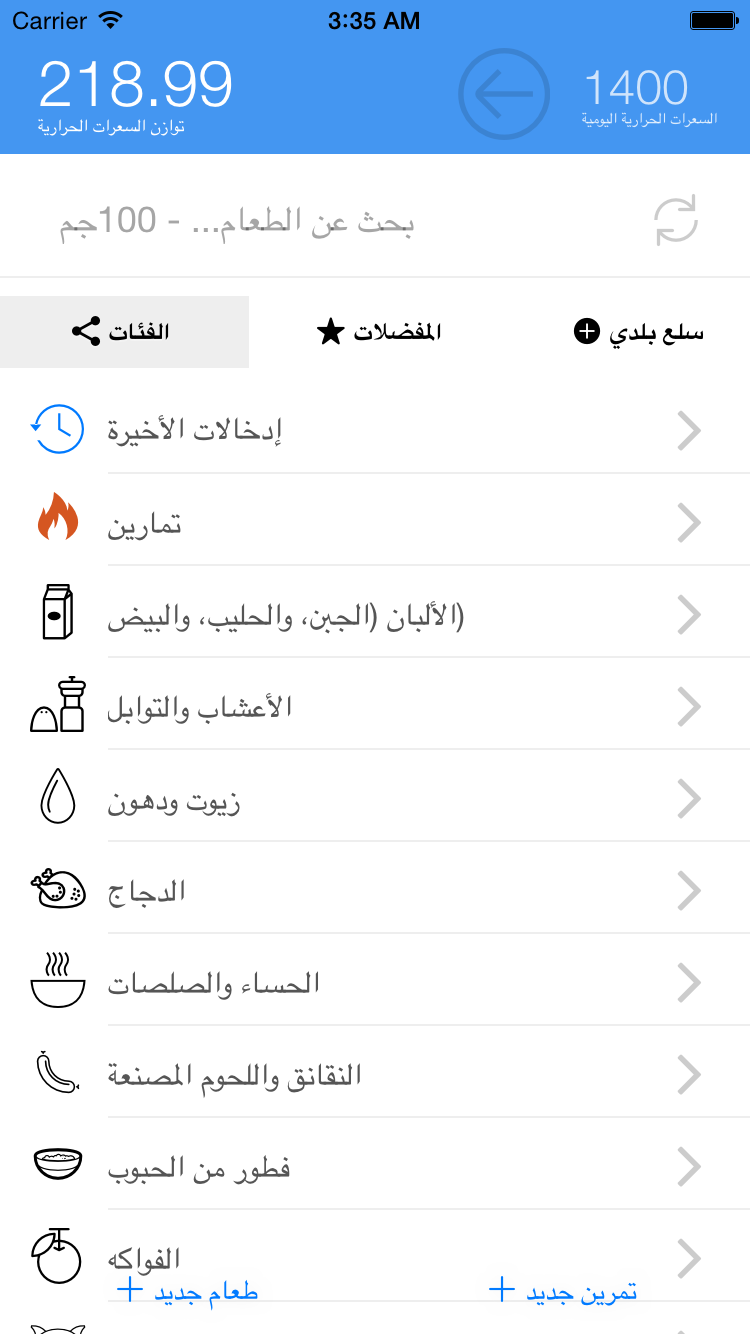 Carrier 3:35 AM
218.99
توازن السعرات الحرارية
1400
السعرات الحرارية اليومية
بحث عن الطعام... - 100جم
الفئات
المفضلات
سلع بلدي
إدخالات الأخيرة
تمارين
(الألبان (الجبن، والحليب، والبيض
الأعشاب والتوابل
زيوت ودهون
الدجاج
الحساء والصلصات
النقانق واللحوم المصنعة
فطور من الحبوب
الفواكه
طعام جديد
تمرين جديد